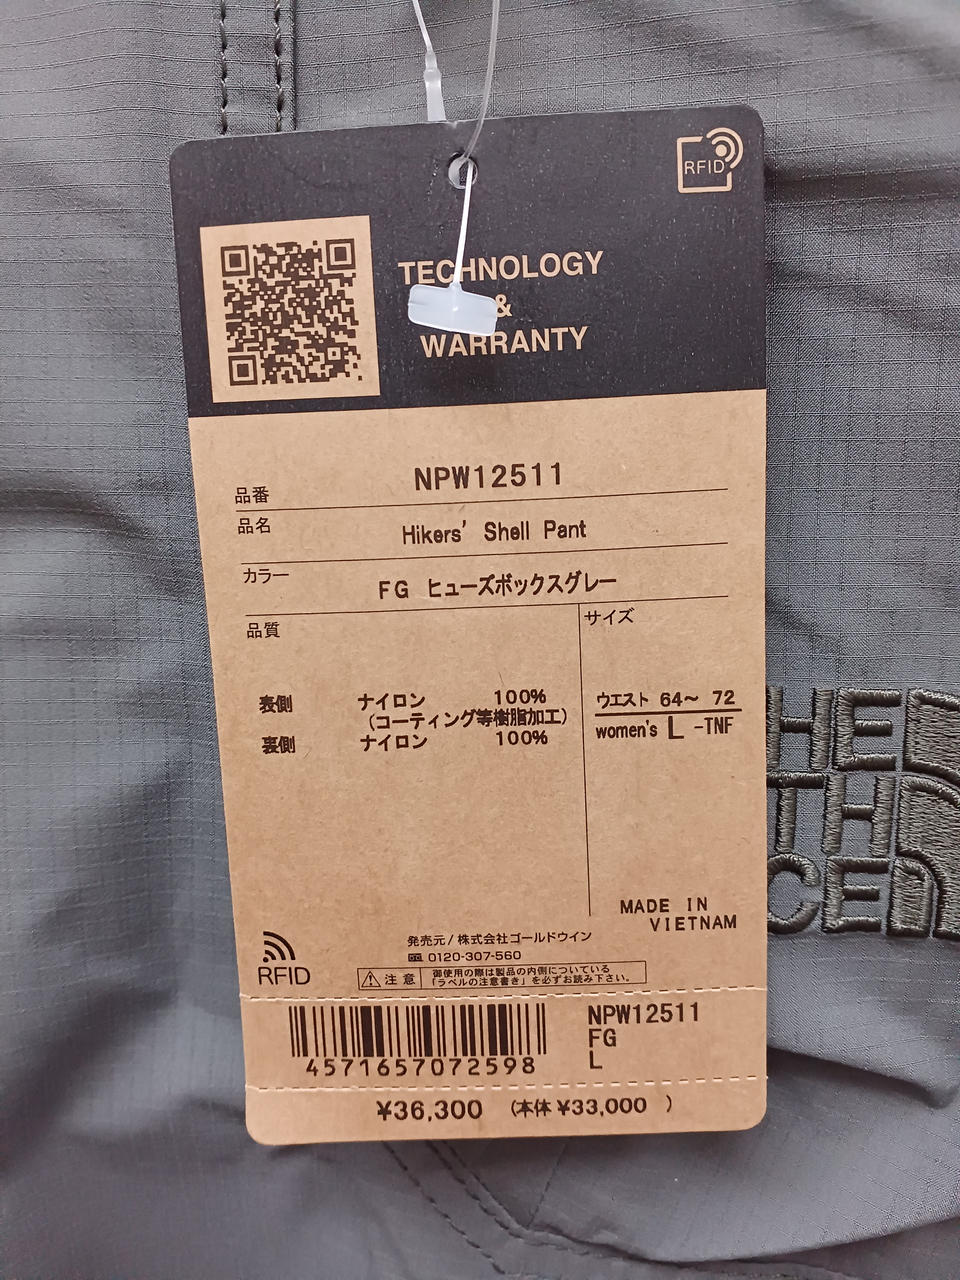 RFID
TECHNOLOGY
&
WARRANTY
品番 NPW12511
品名 Hikers' Shell Pant
カラー FG ヒューズボックスグレー
品質
表側 ナイロン 100%
(コーティング等樹脂加工)
裏側 ナイロン 100%
サイズ
ウエスト 64～ 72
women's L -TNF
MADE IN
VIETNAM
HE
TH
CE
RFID
発売元/株式会社ゴールドウイン
0120-307-560
注意 御使用の際は製品の内側についている
「ラベルの注意書き」を必ずお読み下さい。
4571657072598
NPW12511
FG
L
¥36,300 (本体 ¥33,000 )